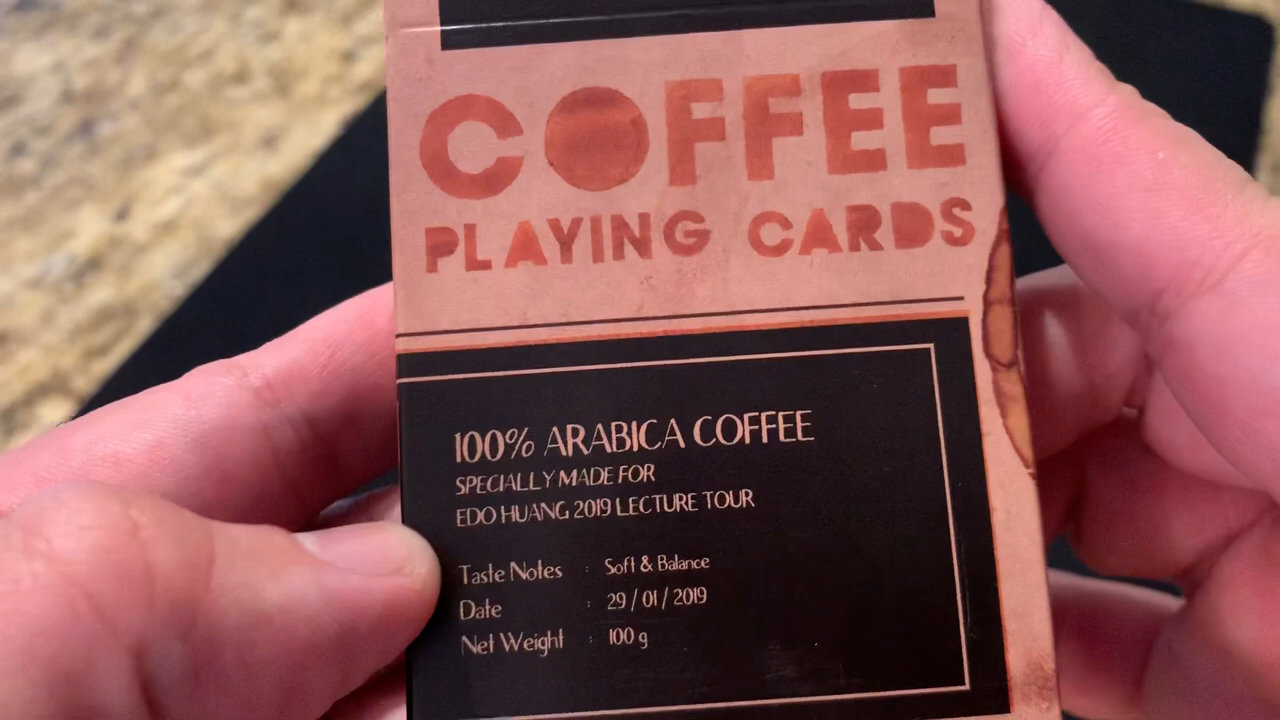 COFFEE
PLAYING CARDS
100% ARABICA COFFEE
SPECIALLY MADE FOR
EDO HUANG 2019 LECTURE TOUR
Taste Notes : Soft & Balance
Date : 29 / 01 / 2019
Net Weight : 100 g